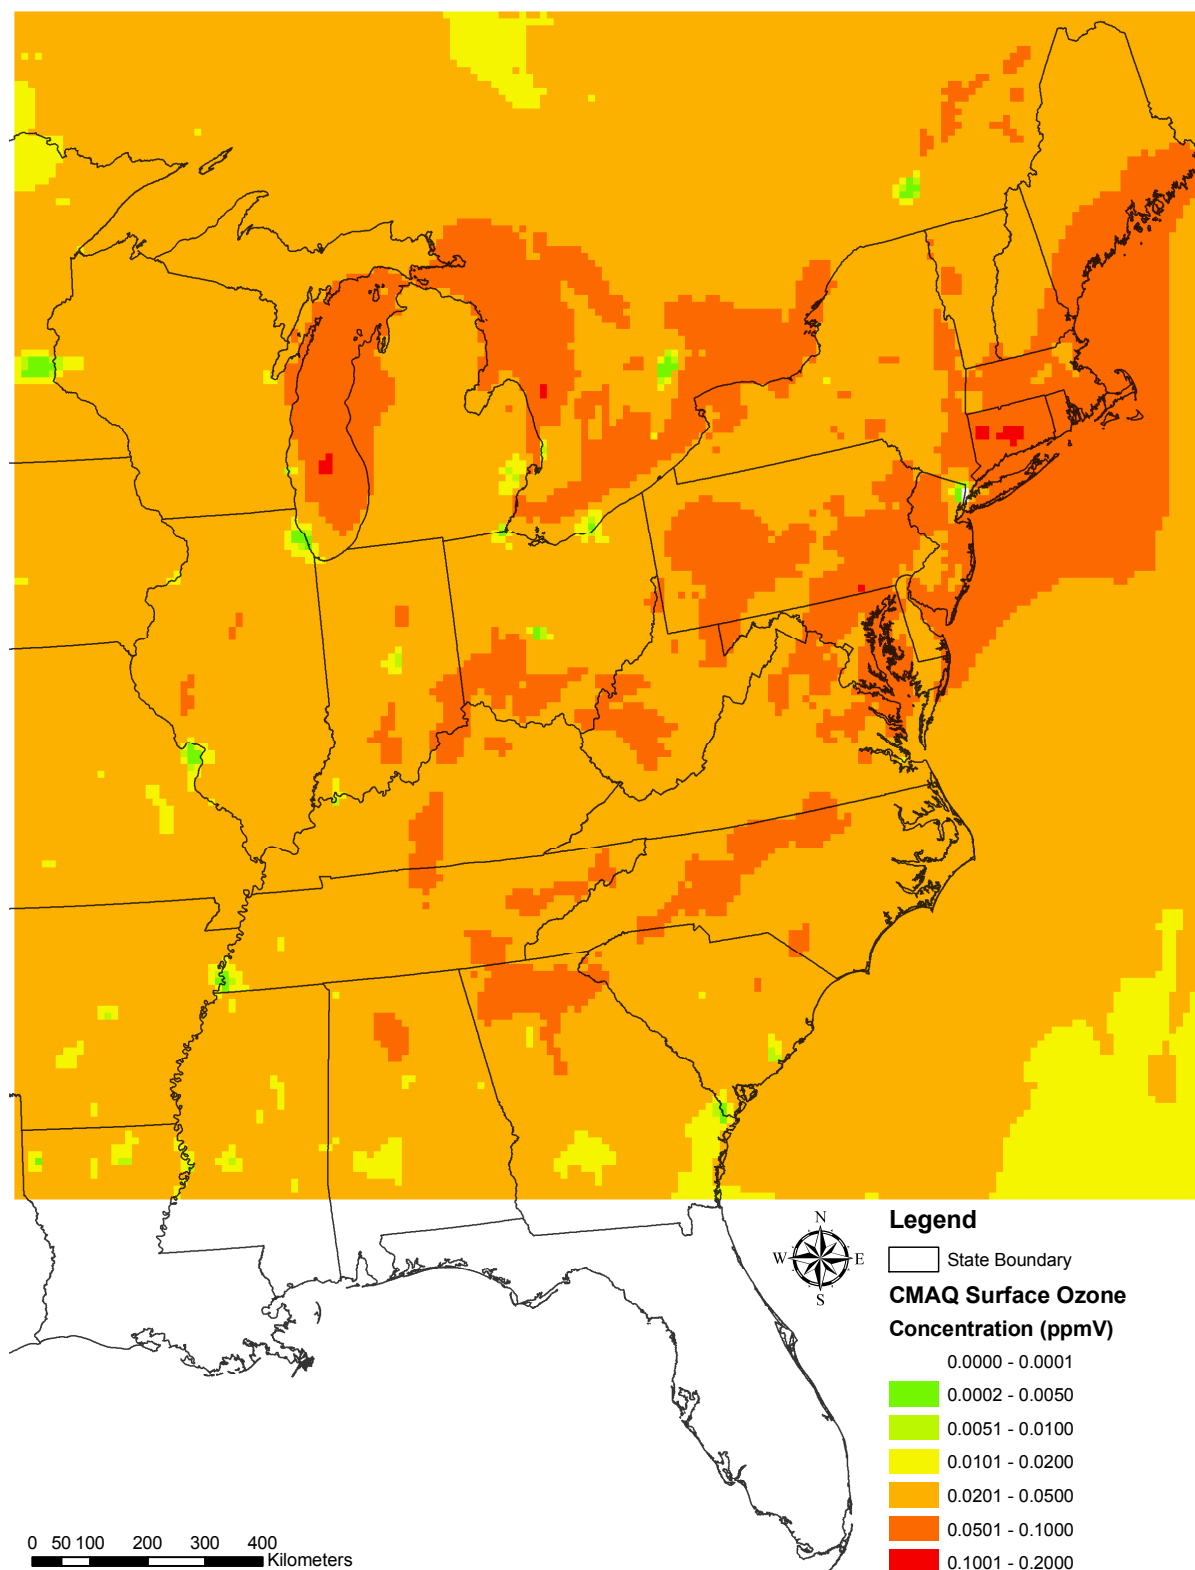 N
W E
S
Legend
State Boundary
CMAQ Surface Ozone
Concentration (ppmV)
0.0000 - 0.0001
0.0002 - 0.0050
0.0051 - 0.0100
0.0101 - 0.0200
0.0201 - 0.0500
0.0501 - 0.1000
0.1001 - 0.2000
0 50 100 200 300 400
Kilometers